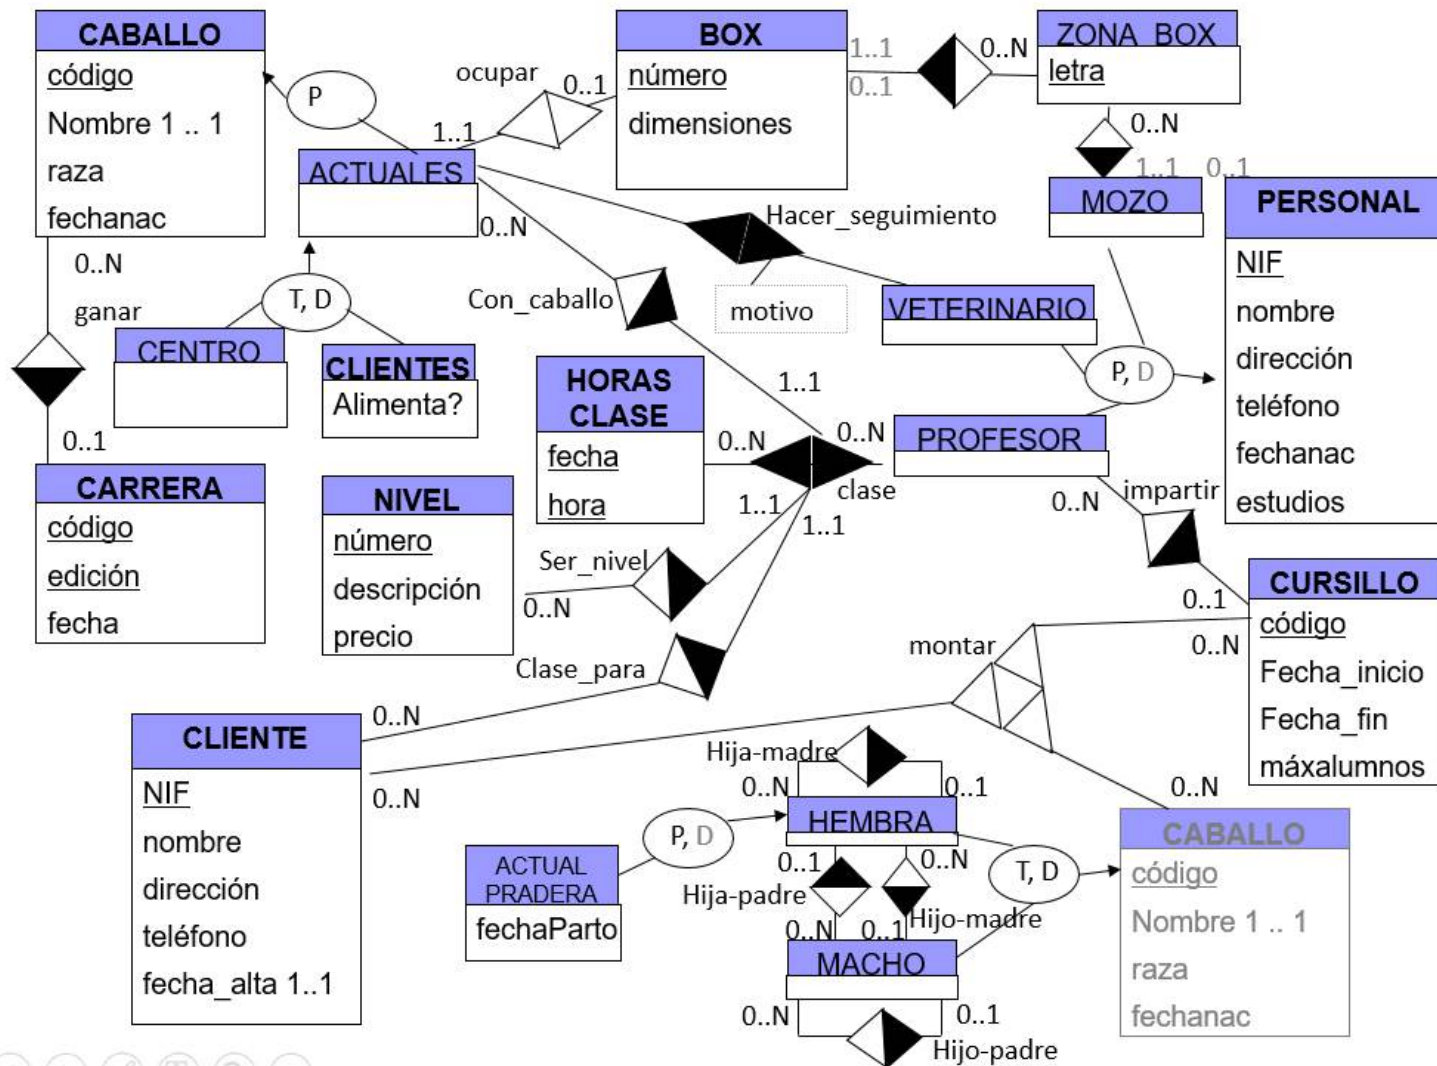 CABALLO
código
Nombre 1 .. 1
raza
fechanac
P
ocupar
0..1
1..1
ACTUALES
0..N
BOX
número
dimensiones
1..1
0..1
0..N
ZONA_BOX
letra
0..N
1..1
0..1
MOZO
PERSONAL
NIF
nombre
dirección
teléfono
fechanac
estudios
Hacer_seguimiento
motivo
VETERINARIO
P, D
PROFESOR
0..N
ganar
0..1
T, D
CENTRO
CLIENTES
Alimenta?
Con_caballo
1..1
HORAS
CLASE
fecha
hora
0..N
0..N
clase
1..1
1..1
0..N
impartir
0..1
CARRERA
código
edición
fecha
NIVEL
número
descripción
precio
Ser_nivel
0..N
Clase_para
0..N
CURSILLO
código
Fecha_inicio
Fecha_fin
máxalumnos
0..N
montar
CLIENTE
NIF
nombre
dirección
teléfono
fecha_alta 1..1
0..N
Hija-madre
0..N
0..1
HEMBRA
P, D
ACTUAL
PRADERA
fechaParto
0..1
0..N
Hija-padre
Hijo-madre
0..N
0..1
MACHO
0..N
0..1
Hijo-padre
T, D
0..N
CABALLO
código
Nombre 1 .. 1
raza
fechanac